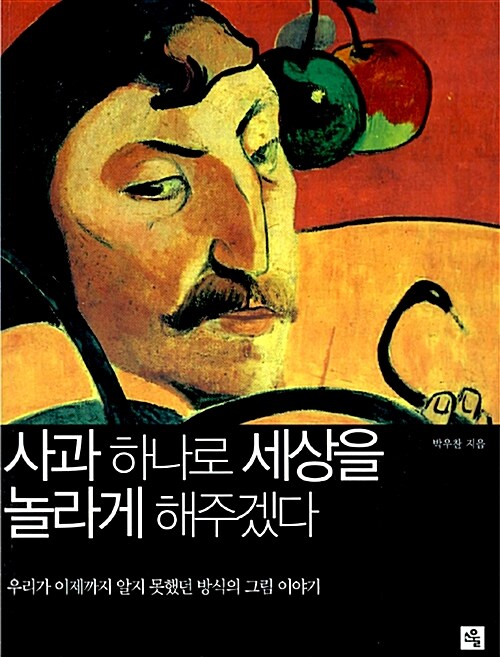 사과 하나로 세상을
놀라게 해주겠다
박우찬 지음
우리가 이제까지 알지 못했던 방식의 그림 이야기